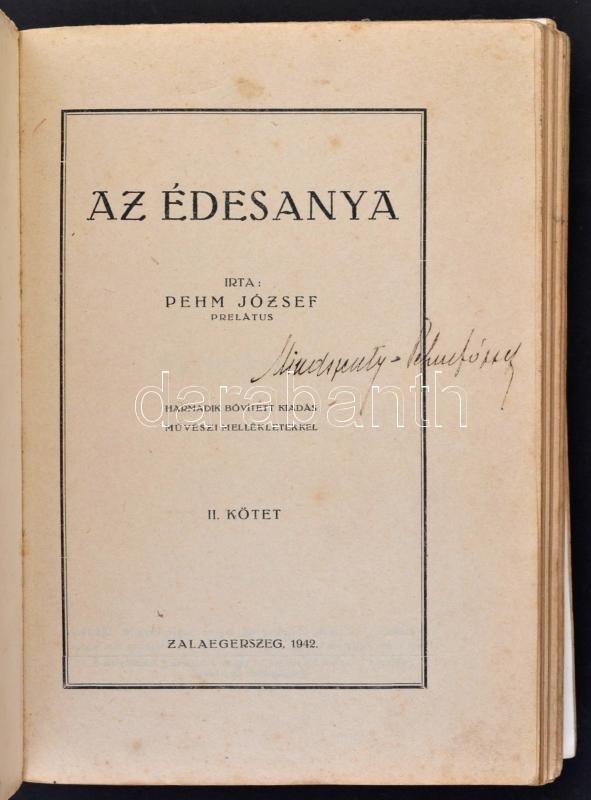 AZ ÉDESANYA
IRTA:
PEHM JÓZSEF
PRELÁTUS
Mindszenty-Pehm József
darabanth
HARMADIK BŐVÍTETT KIADÁS
MŰVÉSZI MELLÉKLETEKKEL
II. KÖTET
ZALAEGERSZEG, 1942.